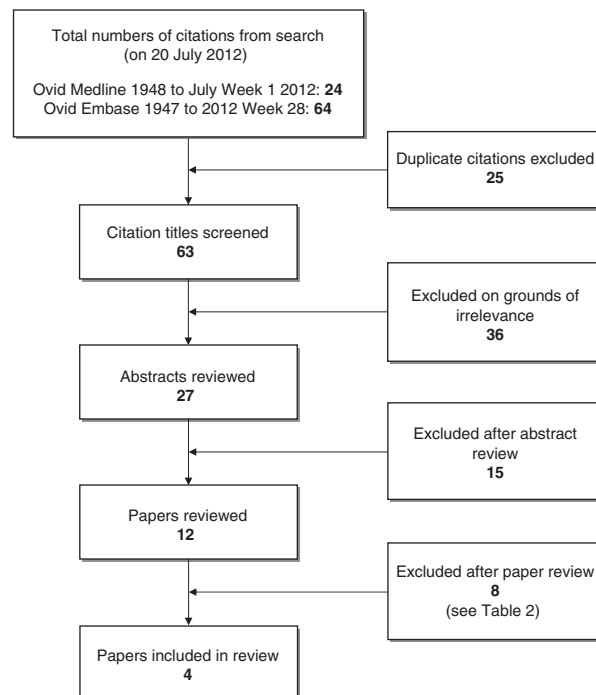 Total numbers of citations from search
(on 20 July 2012)
Ovid Medline 1948 to July Week 1 2012: 24
Ovid Embase 1947 to 2012 Week 28: 64
Duplicate citations excluded
25
Citation titles screened
63
Excluded on grounds of
irrelevance
36
Abstracts reviewed
27
Excluded after abstract
review
15
Papers reviewed
12
Excluded after paper review
8
(see Table 2)
Papers included in review
4